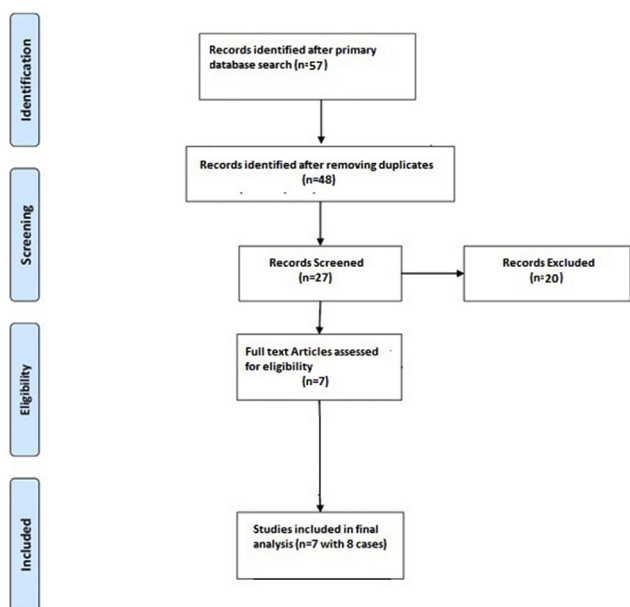 Identification
Records identified after primary
database search (n=57)
Records identified after removing duplicates
(n=48)
Screening
Records Screened
(n=27)
Records Excluded
(n=20)
Eligibility
Full text Articles assessed
for eligibility
(n=7)
Included
Studies included in final
analysis (n=7 with 8 cases)